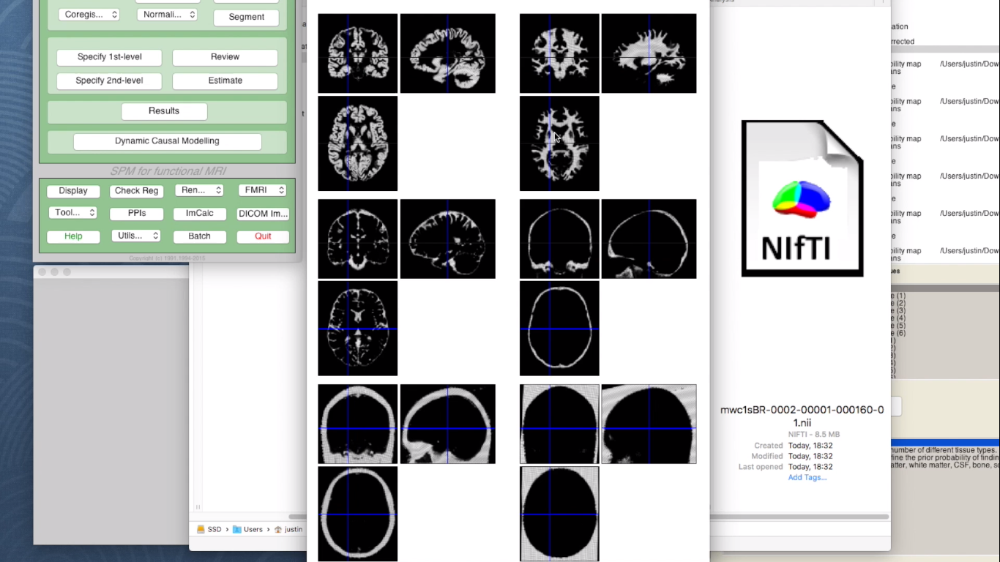 Coregis...
Normali...
Segment
Specify 1st-level
Review
Specify 2nd-level
Estimate
Results
Dynamic Causal Modelling
SPM for functional MRI
Display
Check Reg
Ren...
FMRI
Tool...
PPIs
ImCalc
DICOM Im...
Help
Utils...
Batch
Quit
Copyright (c) 1991,1994-2015
SSD › Users › justin
NIfTI
mwc1sBR-0002-00001-000160-0
1.nii
NIFTI - 8.5 MB
Created Today, 18:32
Modified Today, 18:32
Last opened Today, 18:32
Add Tags...
ation
rrected
bility map /Users/justin/Dow
ans
e
bility map /Users/justin/Dow
ans
e
bility map /Users/justin/Dow
ans
e
bility map /Users/justin/Dow
ans
e
bility map /Users/justin/Dow
ans
e
bility map /Users/justin/Dow
ans
ues
e (1)
e (2)
e (3)
e (4)
e (5)
e (6)
number of different tissue types.
fine the prior probability of findin
atter, white matter, CSF, bone, so